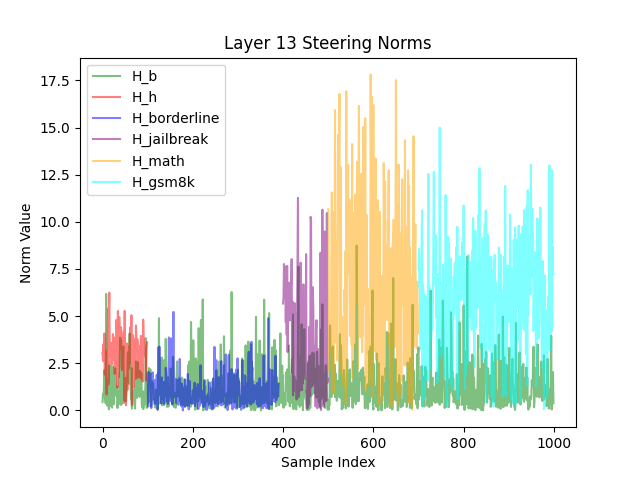 Layer 13 Steering Norms
H_b
H_h
H_borderline
H_jailbreak
H_math
H_gsm8k
17.5
15.0
12.5
10.0
7.5
5.0
2.5
0.0
Norm Value
0 200 400 600 800 1000
Sample Index